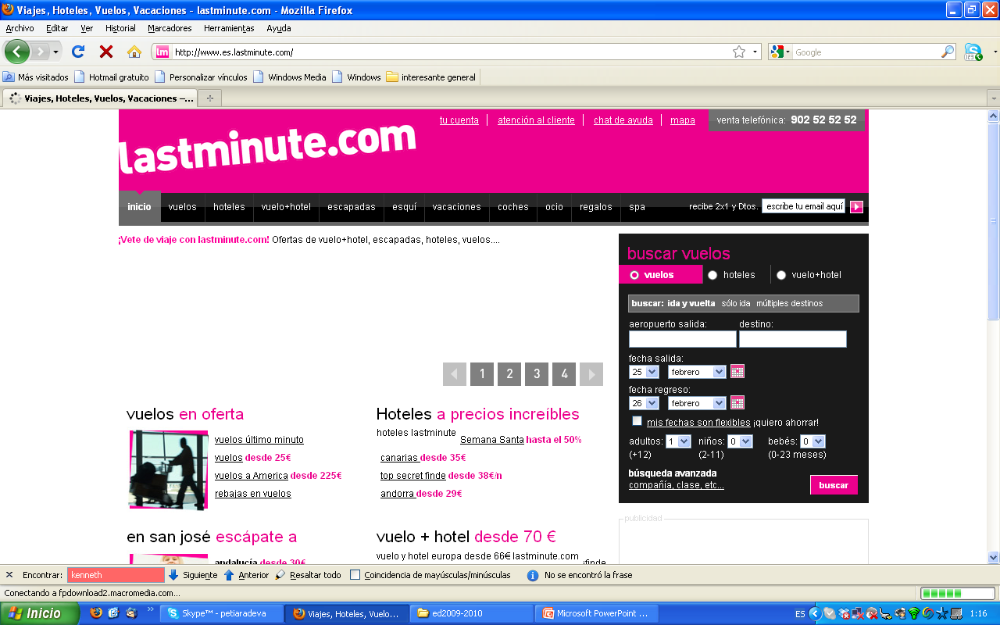 Viajes, Hoteles, Vuelos, Vacaciones - lastminute.com - Mozilla Firefox
Archivo Editar Ver Historial Marcadores Herramientas Ayuda
http://www.es.lastminute.com/ Google
Más visitados Hotmail gratuito Personalizar vínculos Windows Media Windows interesante general
Viajes, Hoteles, Vuelos, Vacaciones –...
tu cuenta atención al cliente chat de ayuda mapa venta telefónica: 902 52 52 52
lastminute.com
inicio vuelos hoteles vuelo+hotel escapadas esquí vacaciones coches ocio regalos spa recibe 2x1 y Dtos. escribe tu email aquí
¡Vete de viaje con lastminute.com! Ofertas de vuelo+hotel, escapadas, hoteles, vuelos....
1 2 3 4
vuelos en oferta
vuelos último minuto
vuelos desde 25€
vuelos a America desde 225€
rebajas en vuelos
Hoteles a precios increíbles
hoteles lastminute
Semana Santa hasta el 50%
canarias desde 35€
top secret finde desde 38€/n
andorra desde 29€
en san josé escápate a
andalucía desde 30€
vuelo + hotel desde 70 €
vuelo y hotel europa desde 66€ lastminute.com
¡finde
buscar vuelos
vuelos hoteles vuelo+hotel
buscar: ida y vuelta sólo ida múltiples destinos
aeropuerto salida: destino:
fecha salida:
25 febrero
fecha regreso:
26 febrero
mis fechas son flexibles ¡quiero ahorrar!
adultos: 1 niños: 0 bebés: 0
(+12) (2-11) (0-23 meses)
búsqueda avanzada
compañía, clase, etc...
buscar
publicidad
Encontrar: kenneth Siguiente Anterior Resaltar todo Coincidencia de mayúsculas/minúsculas No se encontró la frase
Conectando a fpdownload2.macromedia.com...
Inicio Skype™ - petiaradeva Viajes, Hoteles, Vuelo... ed2009-2010 Microsoft PowerPoint ... ES 1:16